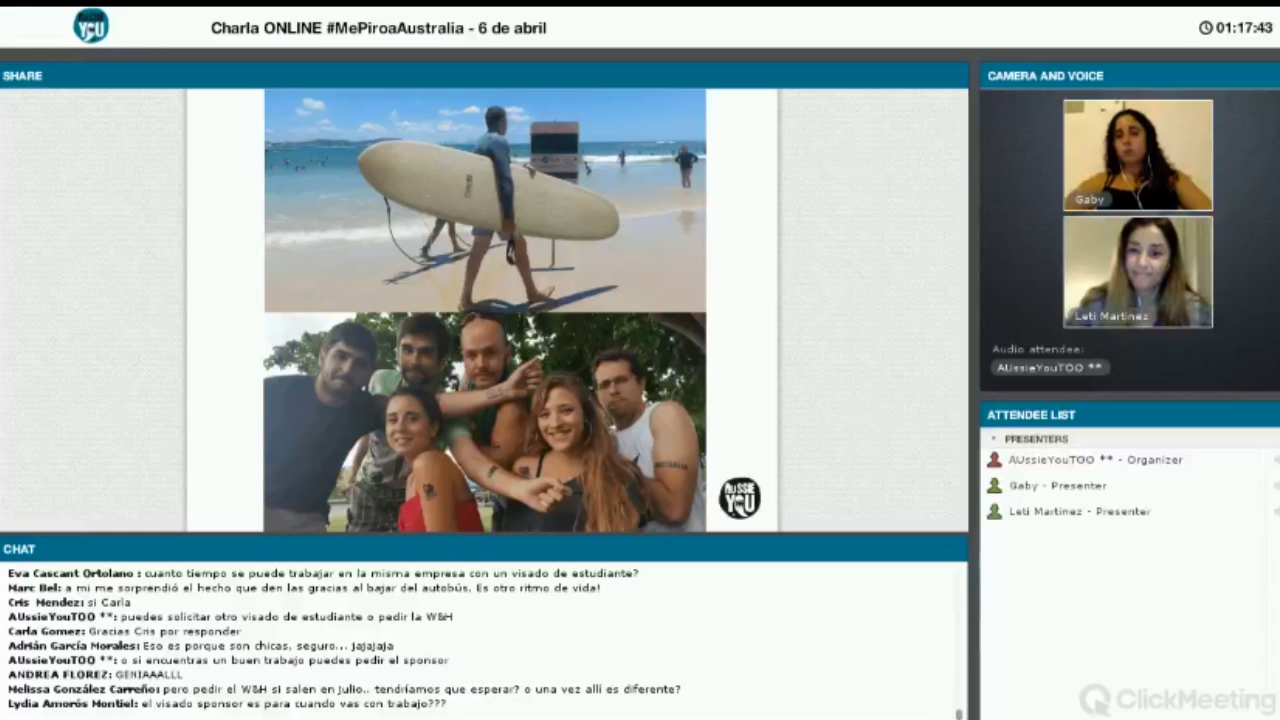 YOU
Charla ONLINE #MePiroaAustralia - 6 de abril
01:17:43
SHARE
CAMERA AND VOICE
Gaby
Leti Martinez
Audio attendee:
AUssieYouTOO **
AUSSIE
YOU
ATTENDEE LIST
PRESENTERS
AUssieYouTOO ** - Organizer
Gaby - Presenter
Leti Martinez - Presenter
CHAT
Eva Cascant Ortolano : cuanto tiempo se puede trabajar en la misma empresa con un visado de estudiante?
Marc Bel: a mi me sorprendió el hecho que den las gracias al bajar del autobús. Es otro ritmo de vida!
Cris Mendez: si Carla
AUssieYouTOO **: puedes solicitar otro visado de estudiante o pedir la W&H
Carla Gomez: Gracias Cris por responder
Adrián García Morales: Eso es porque son chicas, seguro... jajajaja
AUssieYouTOO **: o si encuentras un buen trabajo puedes pedir el sponsor
ANDREA FLOREZ: GENIAAALLL
Melissa González Carreño: pero pedir el W&H si salen en julio.. tendríamos que esperar? o una vez alli es diferente?
Lydia Amorós Montiel: el visado sponsor es para cuando vas con trabajo???
ClickMeeting